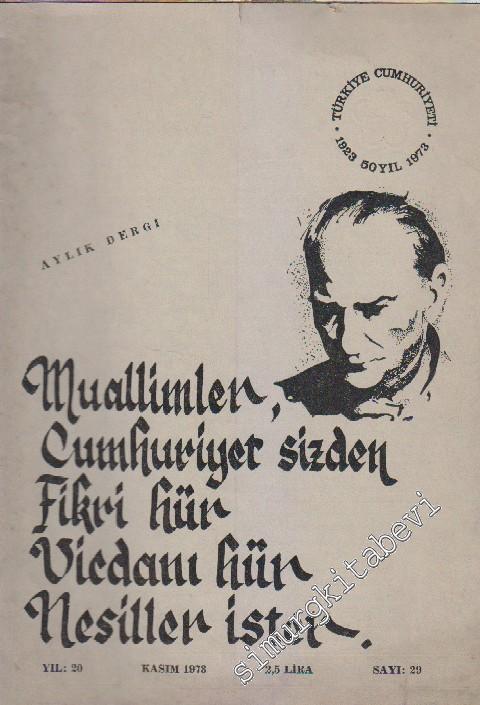 TÜRKİYE CUMHURİYETİ
1923 50 YIL 1973
AYLIK DERGI
Muallimler,
Cumhuriyet sizden
Fikri hür
Vicdanı hür
Nesiller ister.
YIL: 20 KASIM 1973 2,5 LİRA SAYI: 29
simurgkitabevi